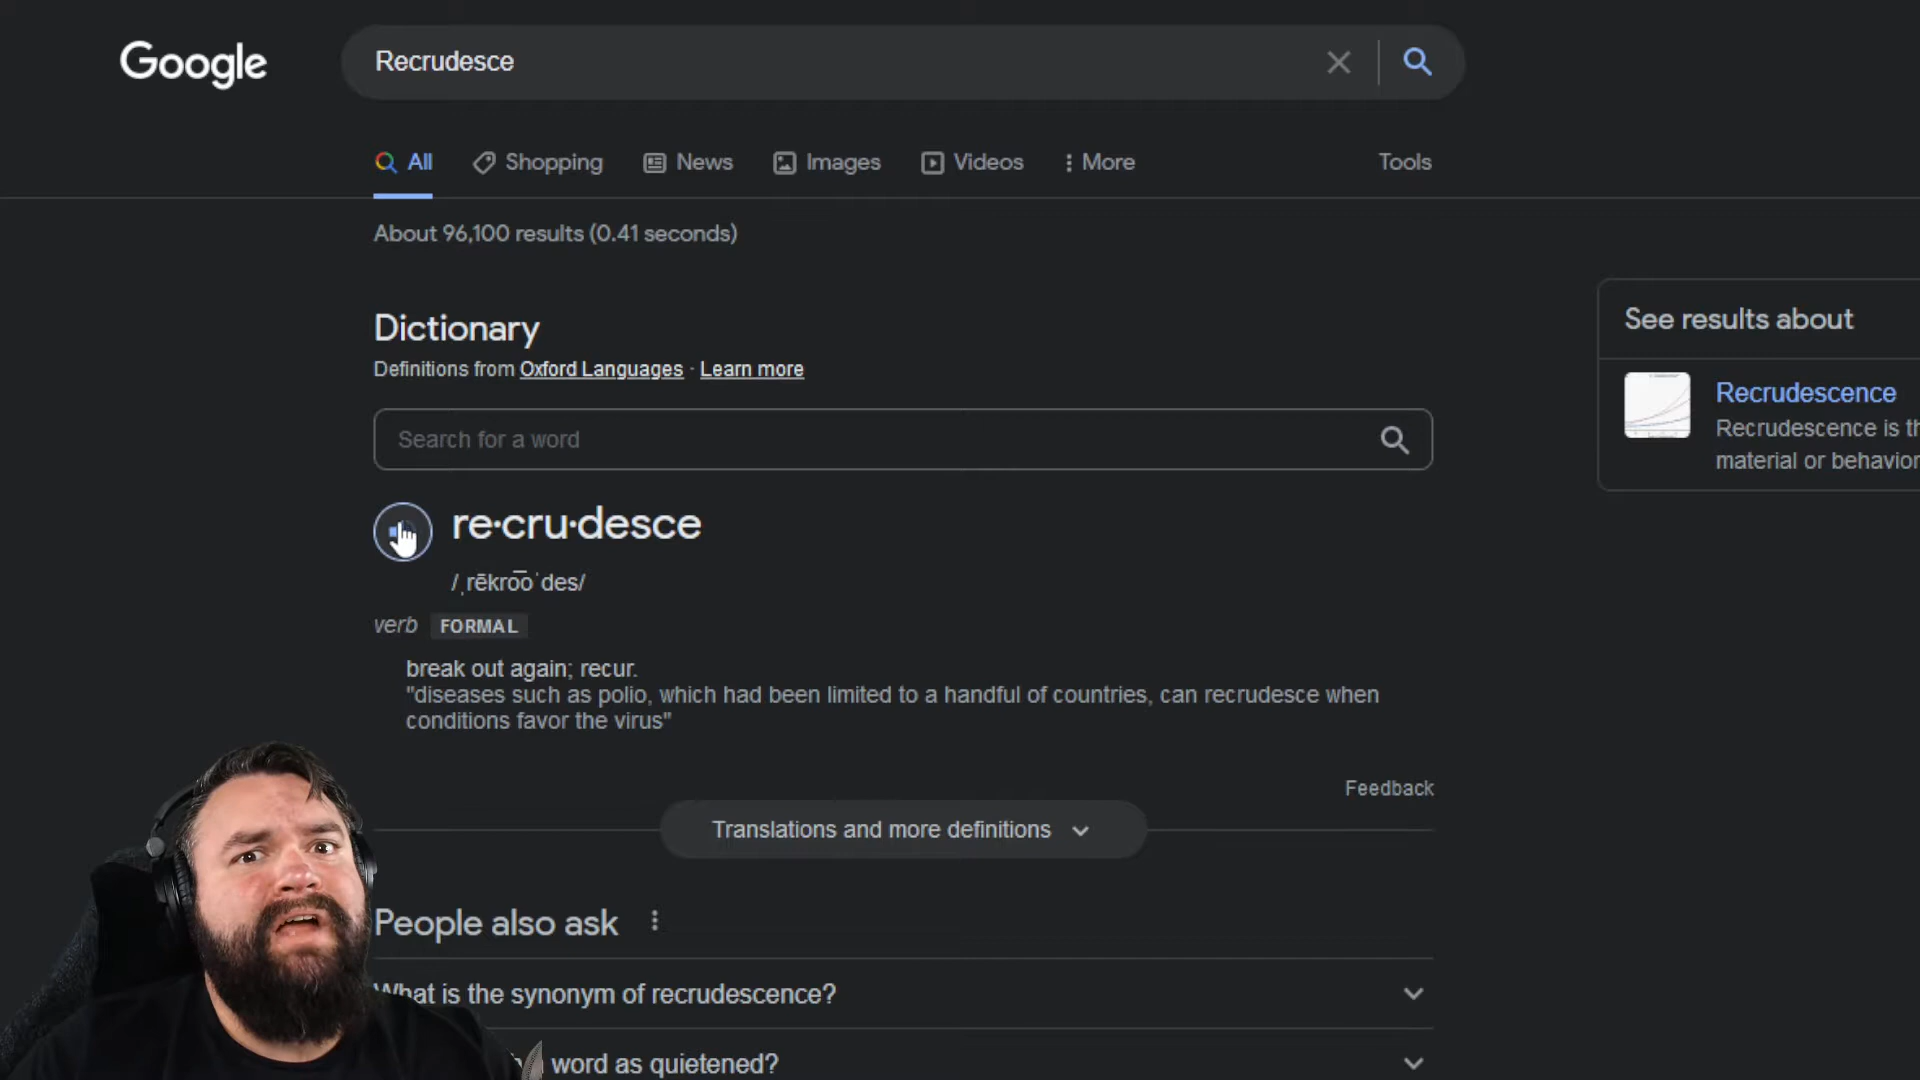 Google
Recrudesce
All
Shopping
News
Images
Videos
More
Tools
About 96,100 results (0.41 seconds)
Dictionary
Definitions from Oxford Languages · Learn more
Search for a word
re·cru·desce
/ˌrēkro͞oˈdes/
verb FORMAL
break out again; recur.
"diseases such as polio, which had been limited to a handful of countries, can recrudesce when
conditions favor the virus"
Feedback
Translations and more definitions
People also ask
What is the synonym of recrudescence?
word as quietened?
See results about
Recrudescence
Recrudescence is
material or behavior